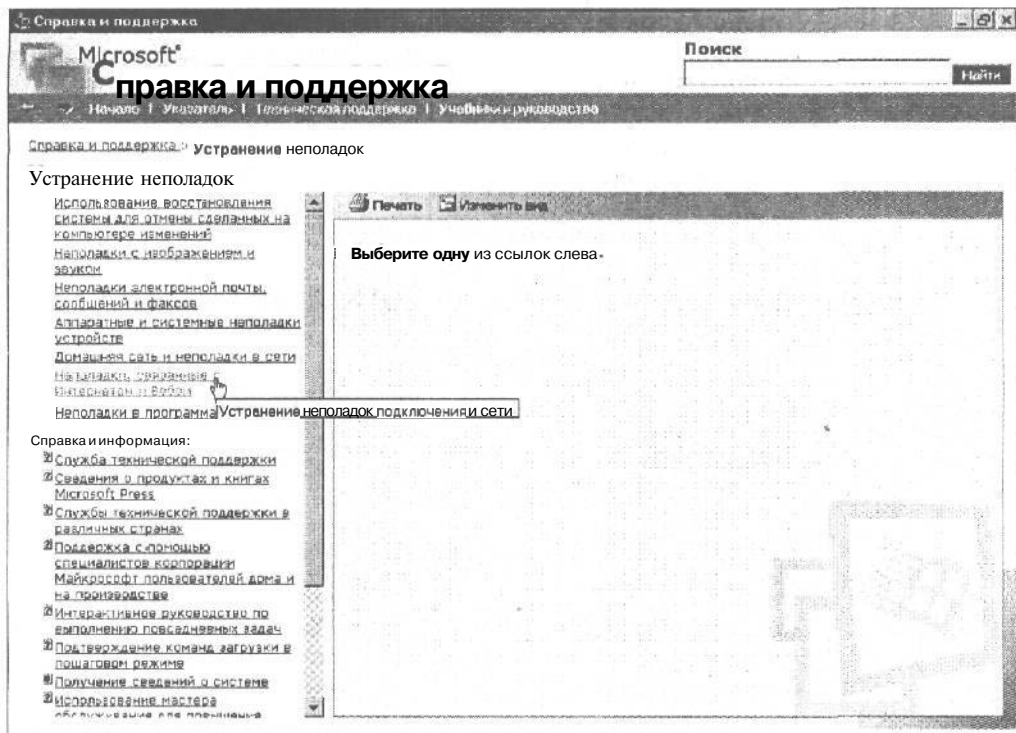 Справка и поддержка
Microsoft
Справка и поддержка
Поиск
Найти
Начало | Указатель | Техническая поддержка | Учебники и руководства
Справка и поддержка > Устранение неполадок
Устранение неполадок
Использование восстановления
системы для отмены сделанных на
компьютере изменений
Неполадки с изображением и
звуком
Неполадки электронной почты,
сообщений и факсов
Аппаратные и системные неполадки
устройств
Домашняя сеть и неполадки в сети
Неполадки, связанные с
Интернетом и Вебом
Неполадки в программа
Устранение неполадок подключения и сети
Справка и информация:
Служба технической поддержки
Сведения о продуктах и книгах
Microsoft Press
Службы технической поддержки в
различных странах
Поддержка с помощью
специалистов корпорации
Майкрософт пользователей дома и
на производстве
Интерактивное руководство по
выполнению повседневных задач
Подтверждение команд загрузки в
пошаговом режиме
Получение сведений о системе
Использование мастера
обслуживания для повышения
Печать
Изменить вид
Выберите одну из ссылок слева.